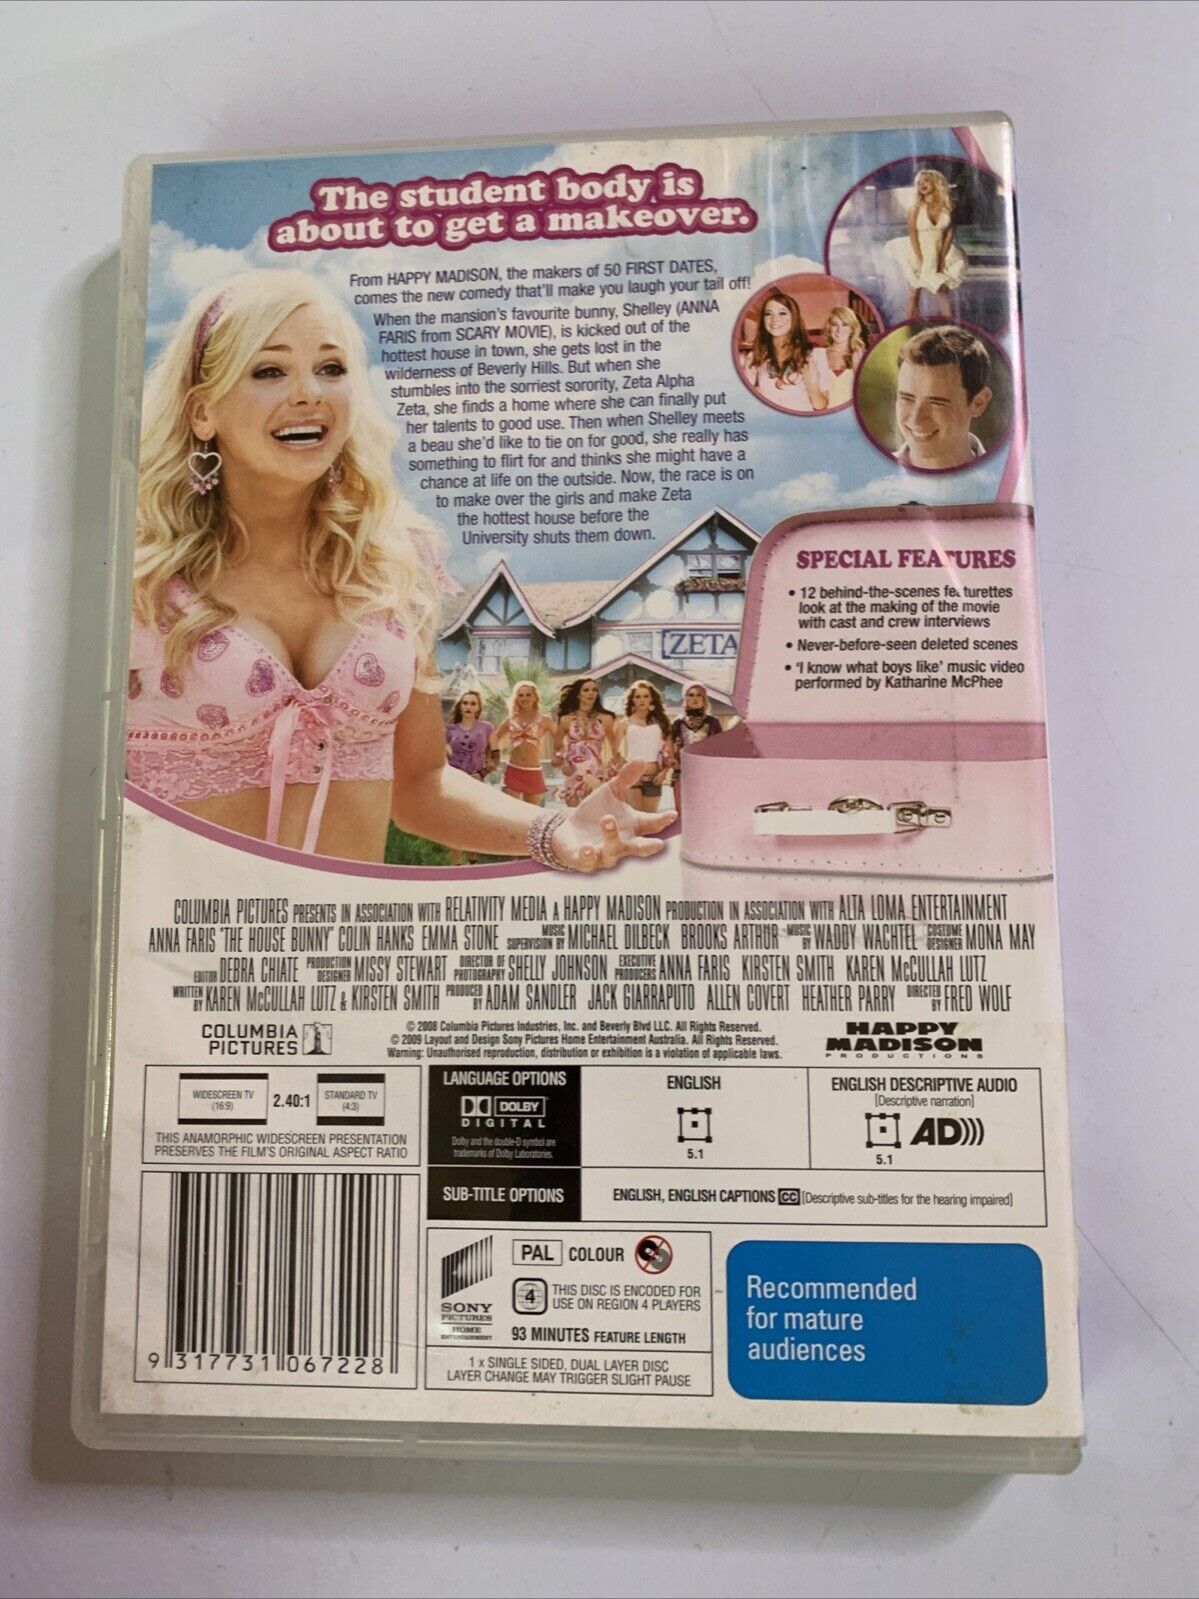 The student body is
about to get a makeover.
From HAPPY MADISON, the makers of 50 FIRST DATES,
comes the new comedy that'll make you laugh your tail off!
When the mansion's favourite bunny, Shelley (ANNA
FARIS from SCARY MOVIE), is kicked out of the
hottest house in town, she gets lost in the
wilderness of Beverly Hills. But when she
stumbles into the sorriest sorority, Zeta Alpha
Zeta, she finds a home where she can finally put
her talents to good use. Then when Shelley meets
a beau she'd like to tie on for good, she really has
something to flirt for and thinks she might have a
chance at life on the outside. Now, the race is on
to make over the girls and make Zeta
the hottest house before the
University shuts them down.
ZETA
SPECIAL FEATURES
• 12 behind-the-scenes featurettes
look at the making of the movie
with cast and crew interviews
• Never-before-seen deleted scenes
• 'I know what boys like' music video
performed by Katharine McPhee
COLUMBIA PICTURES PRESENTS IN ASSOCIATION WITH RELATIVITY MEDIA A HAPPY MADISON PRODUCTION IN ASSOCIATION WITH ALTA LOMA ENTERTAINMENT
ANNA FARIS "THE HOUSE BUNNY" COLIN HANKS EMMA STONE MUSIC SUPERVISION BY MICHAEL DILBECK BROOKS ARTHUR MUSIC BY WADDY WACHTEL COSTUME DESIGNER MONA MAY
EDITOR DEBRA CHIATE PRODUCTION DESIGNER MISSY STEWART DIRECTOR OF PHOTOGRAPHY SHELLY JOHNSON EXECUTIVE PRODUCERS ANNA FARIS KIRSTEN SMITH KAREN McCULLAH LUTZ
WRITTEN BY KAREN McCULLAH LUTZ & KIRSTEN SMITH PRODUCED BY ADAM SANDLER JACK GIARRAPUTO ALLEN COVERT HEATHER PARRY DIRECTED BY FRED WOLF
COLUMBIA
PICTURES
© 2008 Columbia Pictures Industries, Inc. and Beverly Blvd LLC. All Rights Reserved.
© 2009 Layout and Design Sony Pictures Home Entertainment Australia. All Rights Reserved.
Warning: Unauthorised reproduction, distribution or exhibition is a violation of applicable laws.
HAPPY
MADISON
PRODUCTIONS
WIDESCREEN TV
(16:9)
2.40:1
STANDARD TV
(4:3)
THIS ANAMORPHIC WIDESCREEN PRESENTATION
PRESERVES THE FILM'S ORIGINAL ASPECT RATIO
LANGUAGE OPTIONS
DOLBY
DIGITAL
Dolby and the double-D symbol are
trademarks of Dolby Laboratories.
ENGLISH
5.1
ENGLISH DESCRIPTIVE AUDIO
[Descriptive narration]
AD)))
5.1
SUB-TITLE OPTIONS
ENGLISH, ENGLISH CAPTIONS CC [Descriptive sub-titles for the hearing impaired]
9 317731 067228
SONY
PICTURES
HOME
ENTERTAINMENT
PAL COLOUR
4
THIS DISC IS ENCODED FOR
USE ON REGION 4 PLAYERS
93 MINUTES FEATURE LENGTH
1 x SINGLE SIDED, DUAL LAYER DISC
LAYER CHANGE MAY TRIGGER SLIGHT PAUSE
Recommended
for mature
audiences